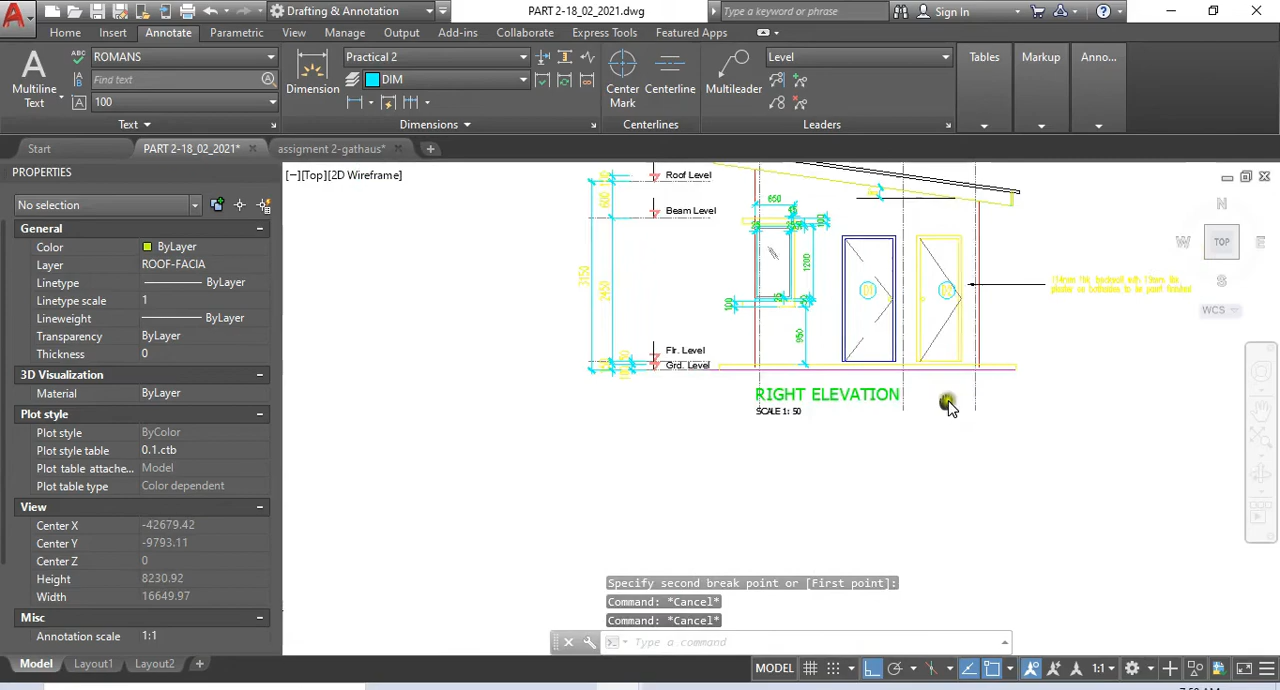 Drafting & Annotation
PART 2-18_02_2021.dwg
Type a keyword or phrase
Sign In
Home Insert Annotate Parametric View Manage Output Add-ins Collaborate Express Tools Featured Apps
Multiline Text
ABC
ROMANS
Find text
100
Text
Dimension
Practical 2
DIM
Dimensions
Center Mark
Centerline
Centerlines
Multileader
Level
Leaders
Tables
Markup
Anno...
Start
PART 2-18_02_2021*
assigment 2-gathaus*
PROPERTIES
No selection
General
Color ByLayer
Layer ROOF-FACIA
Linetype ByLayer
Linetype scale 1
Lineweight ByLayer
Transparency ByLayer
Thickness 0
3D Visualization
Material ByLayer
Plot style
Plot style ByColor
Plot style table 0.1.ctb
Plot table attache... Model
Plot table type Color dependent
View
Center X -42679.42
Center Y -9793.11
Center Z 0
Height 8230.92
Width 16649.97
Misc
Annotation scale 1:1
[−][Top][2D Wireframe]
Roof Level
Beam Level
Flr. Level
Grd. Level
600
3150
2450
650
1200
950
100
RIGHT ELEVATION
SCALE 1: 50
N
W TOP E
S
WCS
Specify second break point or [First point]:
Command: *Cancel*
Command: *Cancel*
Type a command
Model Layout1 Layout2
MODEL
1:1